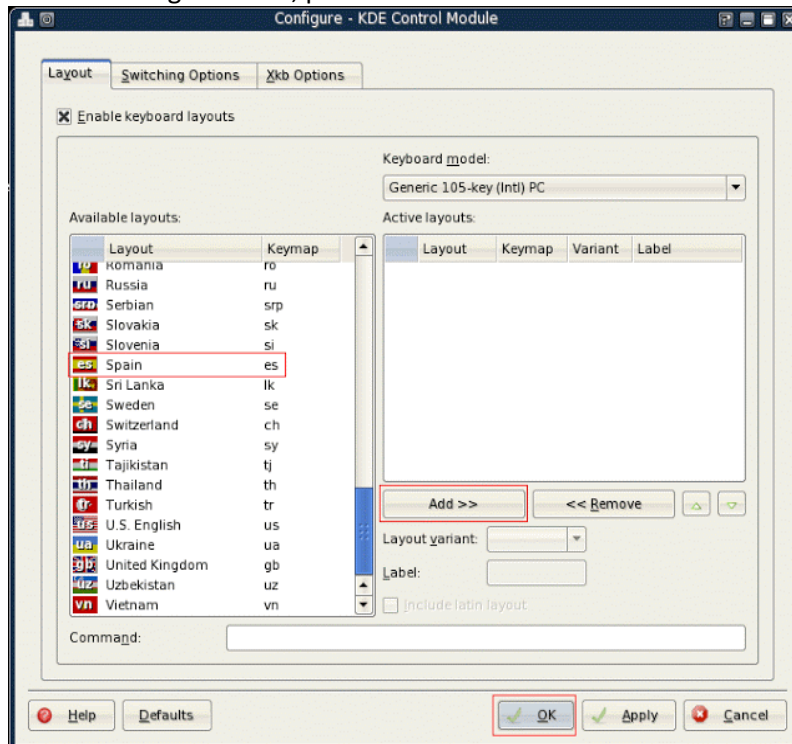 Configure - KDE Control Module
Layout Switching Options Xkb Options
Enable keyboard layouts
Keyboard model:
Generic 105-key (Intl) PC
Available layouts:
Layout Keymap
Romania ro
ru Russia ru
srp Serbian srp
sk Slovakia sk
si Slovenia si
es Spain es
lk Sri Lanka lk
se Sweden se
ch Switzerland ch
sy Syria sy
tj Tajikistan tj
th Thailand th
tr Turkish tr
us U.S. English us
ua Ukraine ua
gb United Kingdom gb
uz Uzbekistan uz
vn Vietnam vn
Active layouts:
Layout Keymap Variant Label
Add >> << Remove
Layout variant:
Label:
Include latin layout
Command:
Help Defaults OK Apply Cancel